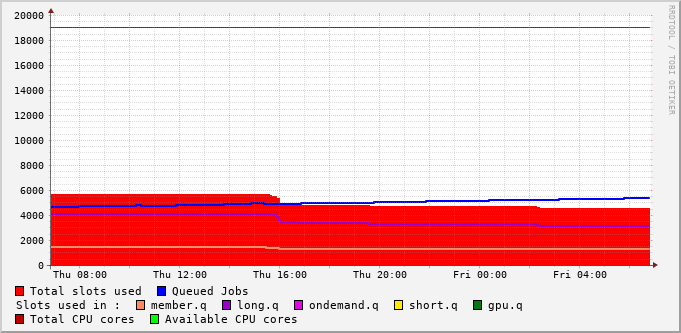 RRDTOOL / TOBI OETIKER
20000
18000
16000
14000
12000
10000
8000
6000
4000
2000
0
Thu 08:00 Thu 12:00 Thu 16:00 Thu 20:00 Fri 00:00 Fri 04:00
Total slots used Queued Jobs
Slots used in : member.q long.q ondemand.q short.q gpu.q
Total CPU cores Available CPU cores